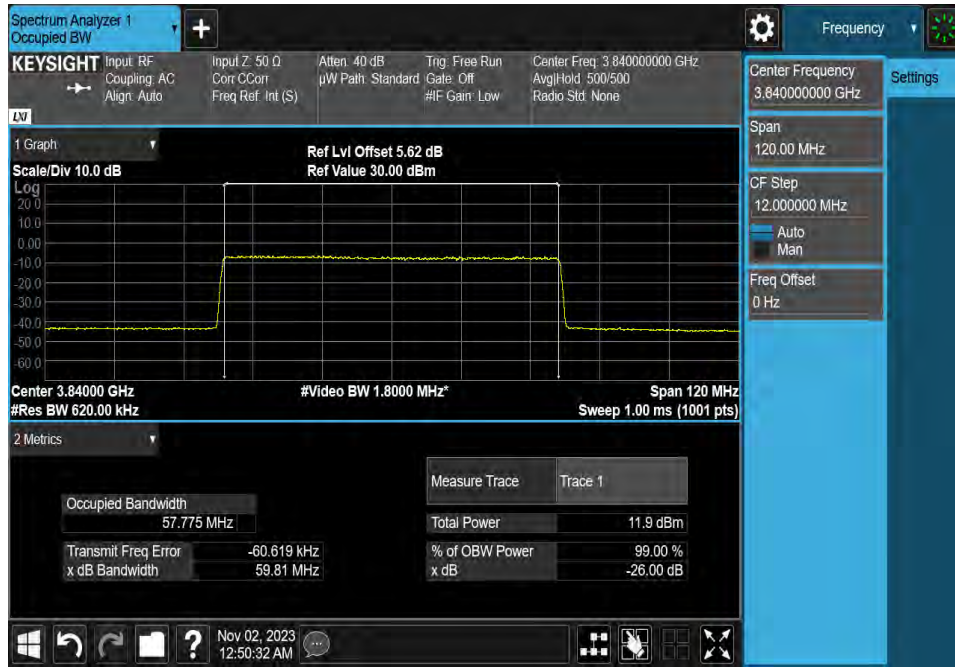 Spectrum Analyzer 1
Occupied BW
+
Frequency
KEYSIGHT
Input: RF
Coupling: AC
Align: Auto
Input Z: 50 Ω
Corr CCorr
Freq Ref: Int (S)
Atten: 40 dB
µW Path: Standard
Trig: Free Run
Gate: Off
#IF Gain: Low
Center Freq: 3.840000000 GHz
Avg|Hold: 500/500
Radio Std: None
LXI
Center Frequency
3.840000000 GHz
Settings
Span
120.00 MHz
CF Step
12.000000 MHz
Auto
Man
Freq Offset
0 Hz
1 Graph
Scale/Div 10.0 dB
Ref Lvl Offset 5.62 dB
Ref Value 30.00 dBm
Log
20.0
10.0
0.00
-10.0
-20.0
-30.0
-40.0
-50.0
-60.0
Center 3.84000 GHz
#Video BW 1.8000 MHz*
Span 120 MHz
#Res BW 620.00 kHz
Sweep 1.00 ms (1001 pts)
2 Metrics
Measure Trace
Trace 1
Occupied Bandwidth
57.775 MHz
Total Power
11.9 dBm
Transmit Freq Error
-60.619 kHz
% of OBW Power
99.00 %
x dB Bandwidth
59.81 MHz
x dB
-26.00 dB
?
Nov 02, 2023
12:50:32 AM